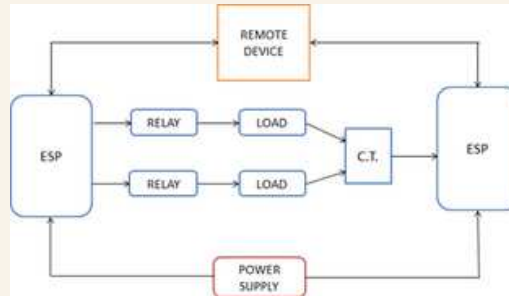 REMOTE
DEVICE
RELAY
LOAD
ESP
C.T.
ESP
RELAY
LOAD
POWER
SUPPLY